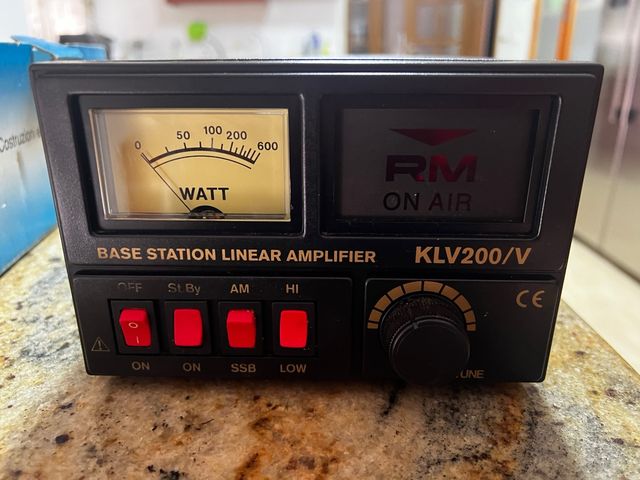 Costruzioni
0 50 100 200 600
WATT
RM
ON AIR
BASE STATION LINEAR AMPLIFIER
KLV200/V
OFF St.By AM HI
ON ON SSB LOW
CE